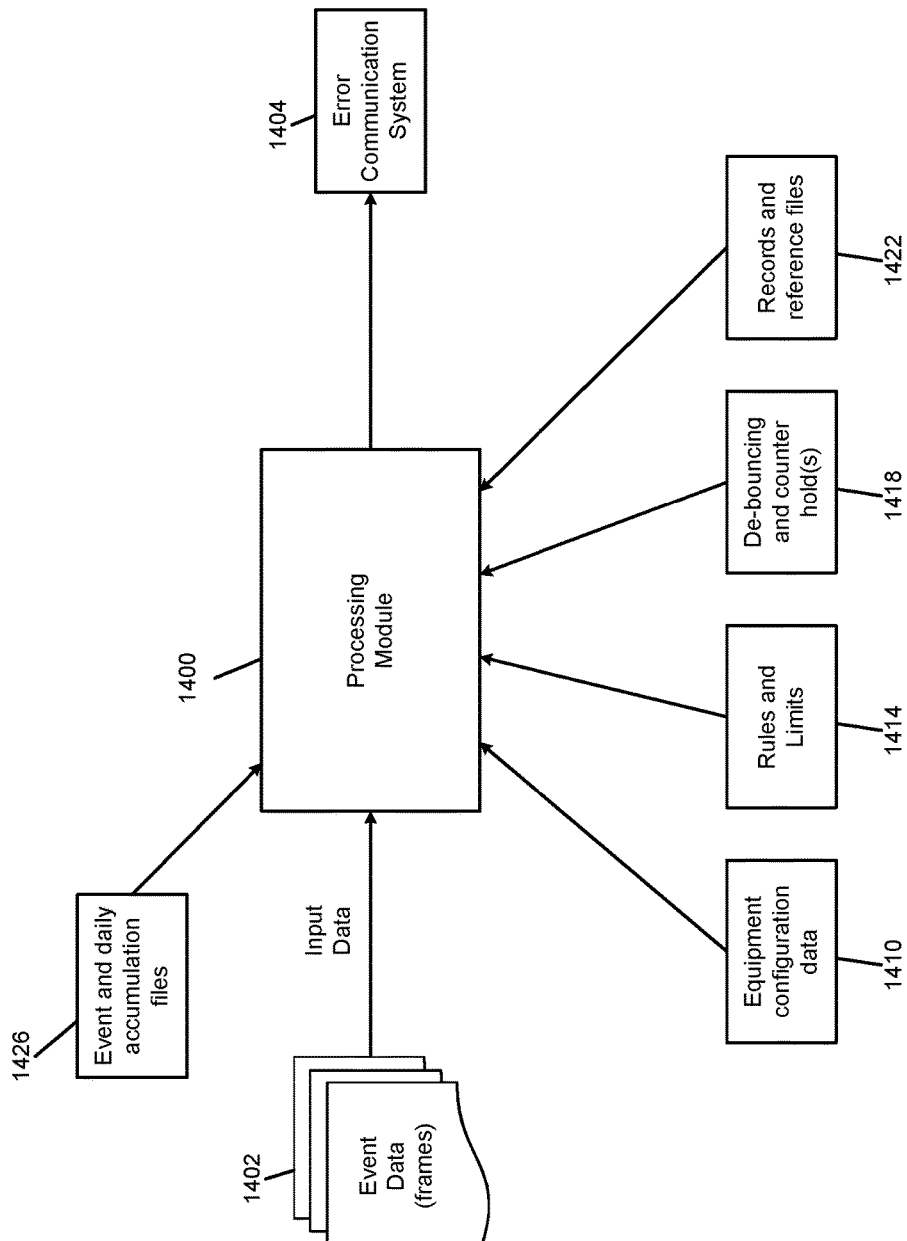 1426
Event and daily
accumulation
files
1400
1404
Error
Communication
System
1402
Event
Data
(frames)
Input
Data
Processing
Module
Equipment
configuration
data
1410
Rules and
Limits
1414
De-bouncing
and counter
hold(s)
1418
Records and
reference files
1422